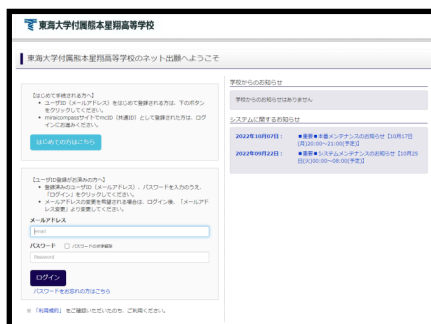 東海大学付属熊本星翔高等学校
東海大学付属熊本星翔高等学校のネット出願へようこそ
【はじめて手続される方へ】
ユーザID（メールアドレス）をはじめて登録される方は、下のボタン
をクリックしてください。
miraicompassサイトでmcID（共通ID）として登録された方は、ログ
インにお進みください。
はじめての方はこちら
【ユーザID登録がお済みの方へ】
登録済みのユーザID（メールアドレス）、パスワードを入力のうえ、
「ログイン」をクリックしてください。
メールアドレスの変更を希望される場合は、ログイン後、「メールアド
レス変更」より変更してください。
メールアドレス
email
パスワード パスワードの伏字解除
Password
ログイン
パスワードをお忘れの方はこちら
※ 「利用規約」 をご確認いただいたのち、ご利用ください。
学校からのお知らせ
学校からのお知らせはありません
システムに関するお知らせ
2022年10月07日： ■重要■本番メンテナンスのお知らせ【10月17日
(月)20:00~21:00(予定)】
2022年09月22日： ■重要■システムメンテナンスのお知らせ【10月25
日(火)00:00~08:00(予定)】